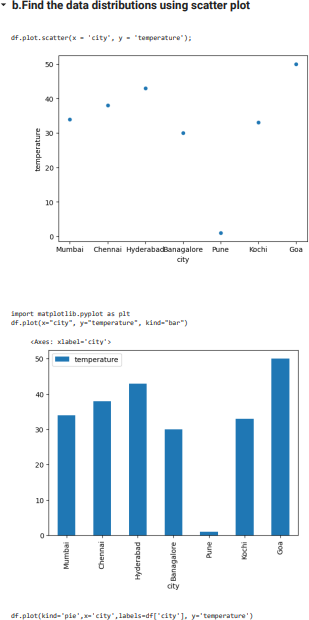 b.Find the data distributions using scatter plot
df.plot.scatter(x = 'city', y = 'temperature');
50
40
30
20
10
0
temperature
Mumbai Chennai Hyderabad Banagalore Pune Kochi Goa
city
import matplotlib.pyplot as plt
df.plot(x="city", y="temperature", kind="bar")
<Axes: xlabel='city'>
temperature
50
40
30
20
10
0
Mumbai Chennai Hyderabad Banagalore Pune Kochi Goa
city
df.plot(kind='pie',x='city',labels=df['city'], y='temperature')